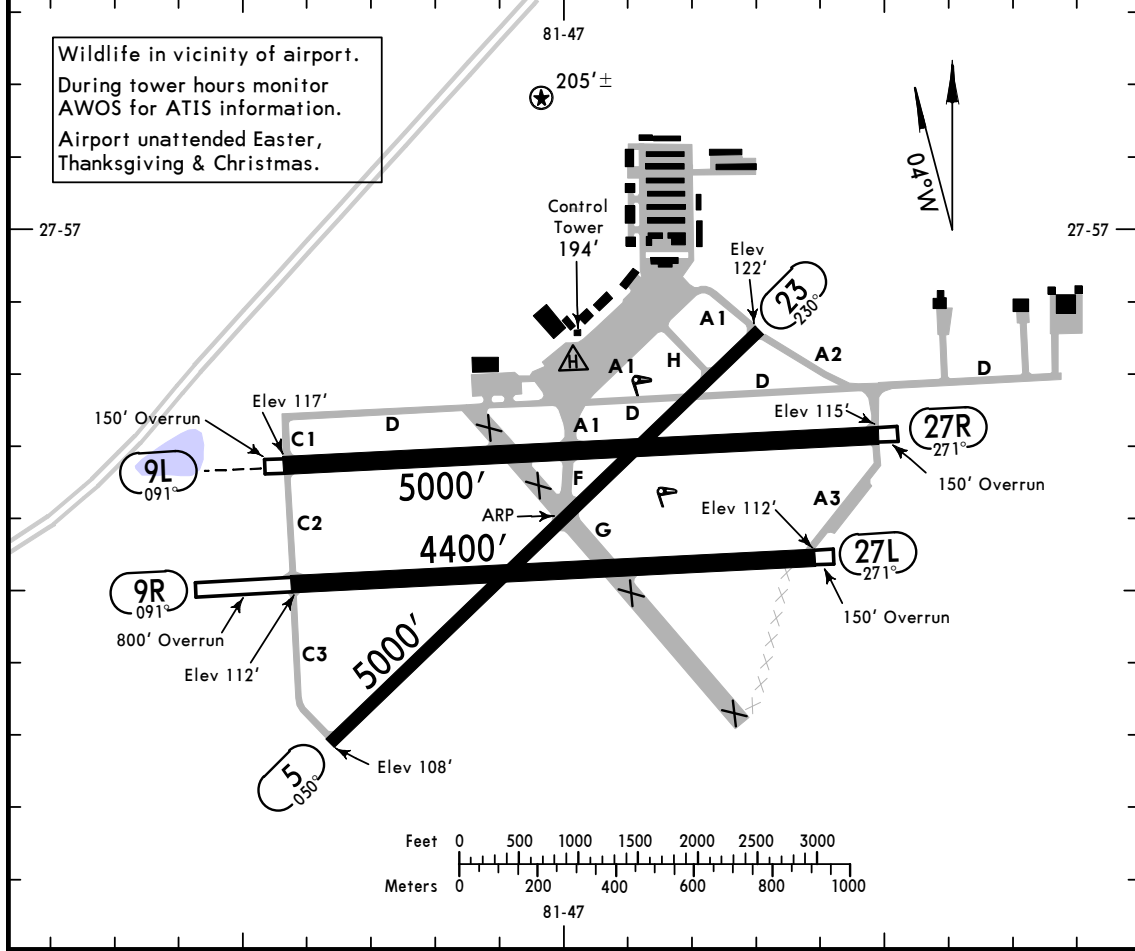 81-47
Wildlife in vicinity of airport.
During tower hours monitor
AWOS for ATIS information.
Airport unattended Easter,
Thanksgiving & Christmas.
205'±
04°W
27-57
27-57
Control
Tower
194'
Elev
122'
23
230°
A1
H
A1
A2
H
D
D
150' Overrun
Elev 117'
D
D
A1
Elev 115'
27R
271°
C1
9L
091°
5000'
F
150' Overrun
A3
C2
ARP
G
Elev 112'
4400'
27L
271°
9R
091°
150' Overrun
800' Overrun
C3
Elev 112'
5000'
Elev 108'
5
050°
Feet 0 500 1000 1500 2000 2500 3000
Meters 0 200 400 600 800 1000
81-47